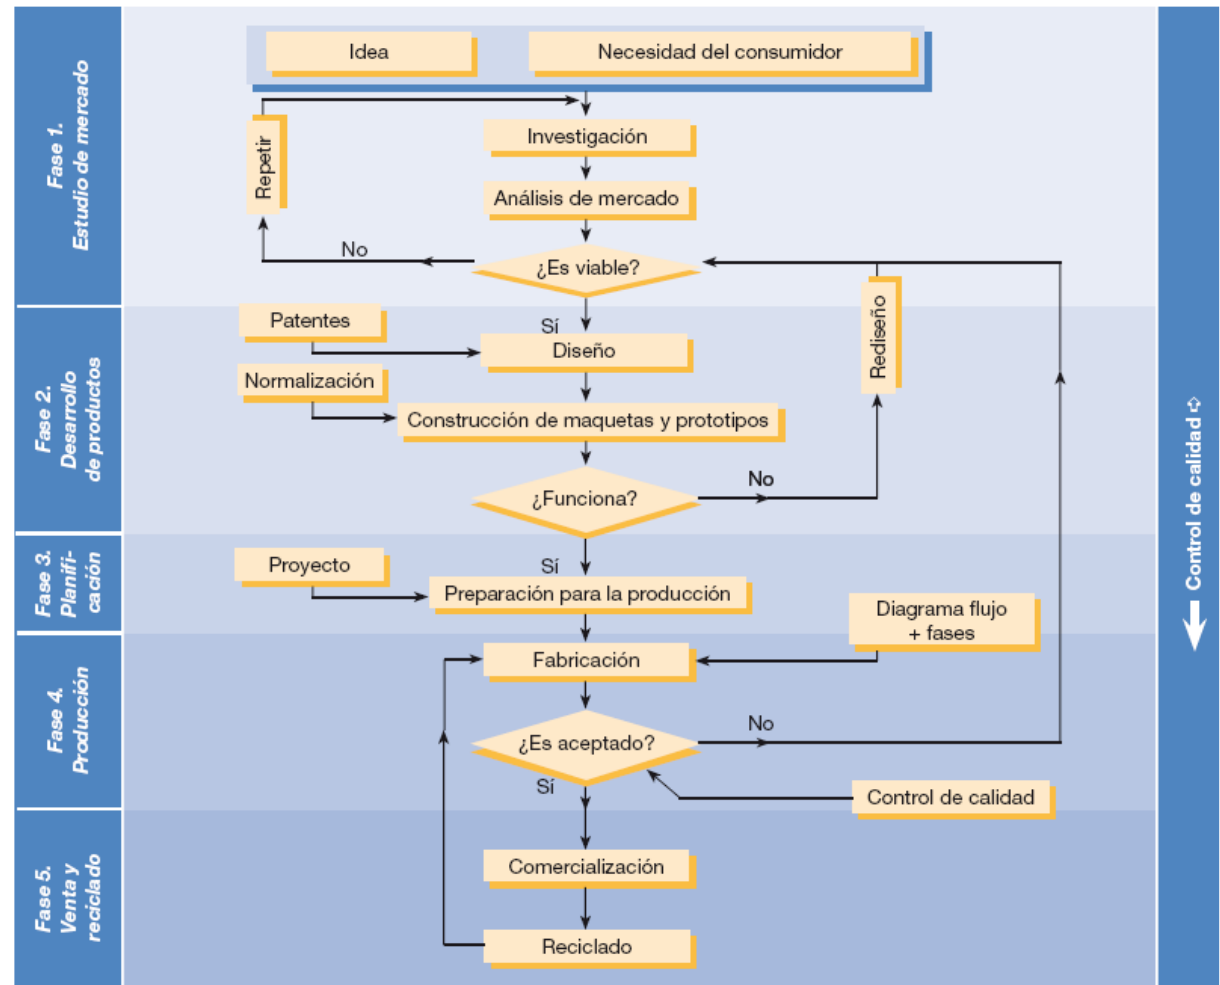 Fase 1.
Estudio de mercado
Idea
Necesidad del consumidor
Repetir
Investigación
Análisis de mercado
No
¿Es viable?
Fase 2.
Desarrollo
de productos
Patentes
Sí
Diseño
Rediseño
Normalización
Construcción de maquetas y prototipos
¿Funciona?
No
Fase 3.
Planifi-
cación
Proyecto
Sí
Preparación para la producción
Diagrama flujo
+ fases
Fase 4.
Producción
Fabricación
¿Es aceptado?
No
Sí
Control de calidad
Fase 5.
Venta y
reciclado
Comercialización
Reciclado
Control de calidad